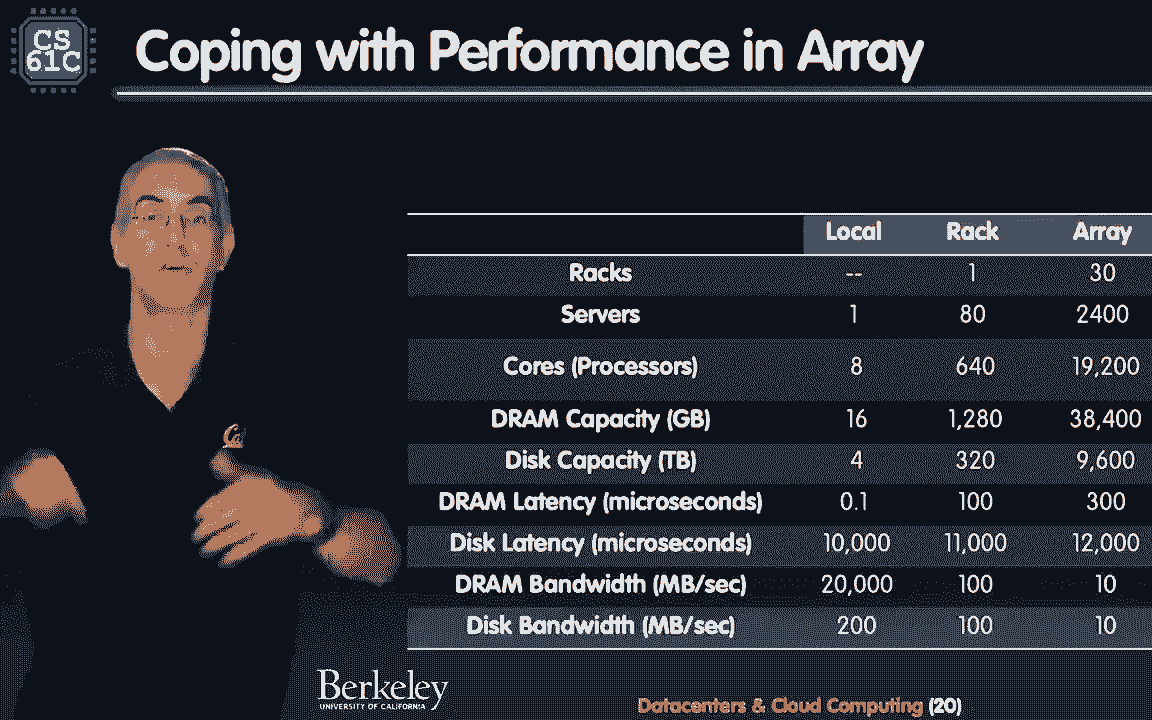 CS
61C
Coping with Performance in Array
Local Rack Array
Racks -- 1 30
Servers 1 80 2400
Cores (Processors) 8 640 19,200
DRAM Capacity (GB) 16 1,280 38,400
Disk Capacity (TB) 4 320 9,600
DRAM Latency (microseconds) 0.1 100 300
Disk Latency (microseconds) 10,000 11,000 12,000
DRAM Bandwidth (MB/sec) 20,000 100 10
Disk Bandwidth (MB/sec) 200 100 10
Berkeley
UNIVERSITY OF CALIFORNIA
Datacenters & Cloud Computing (20)